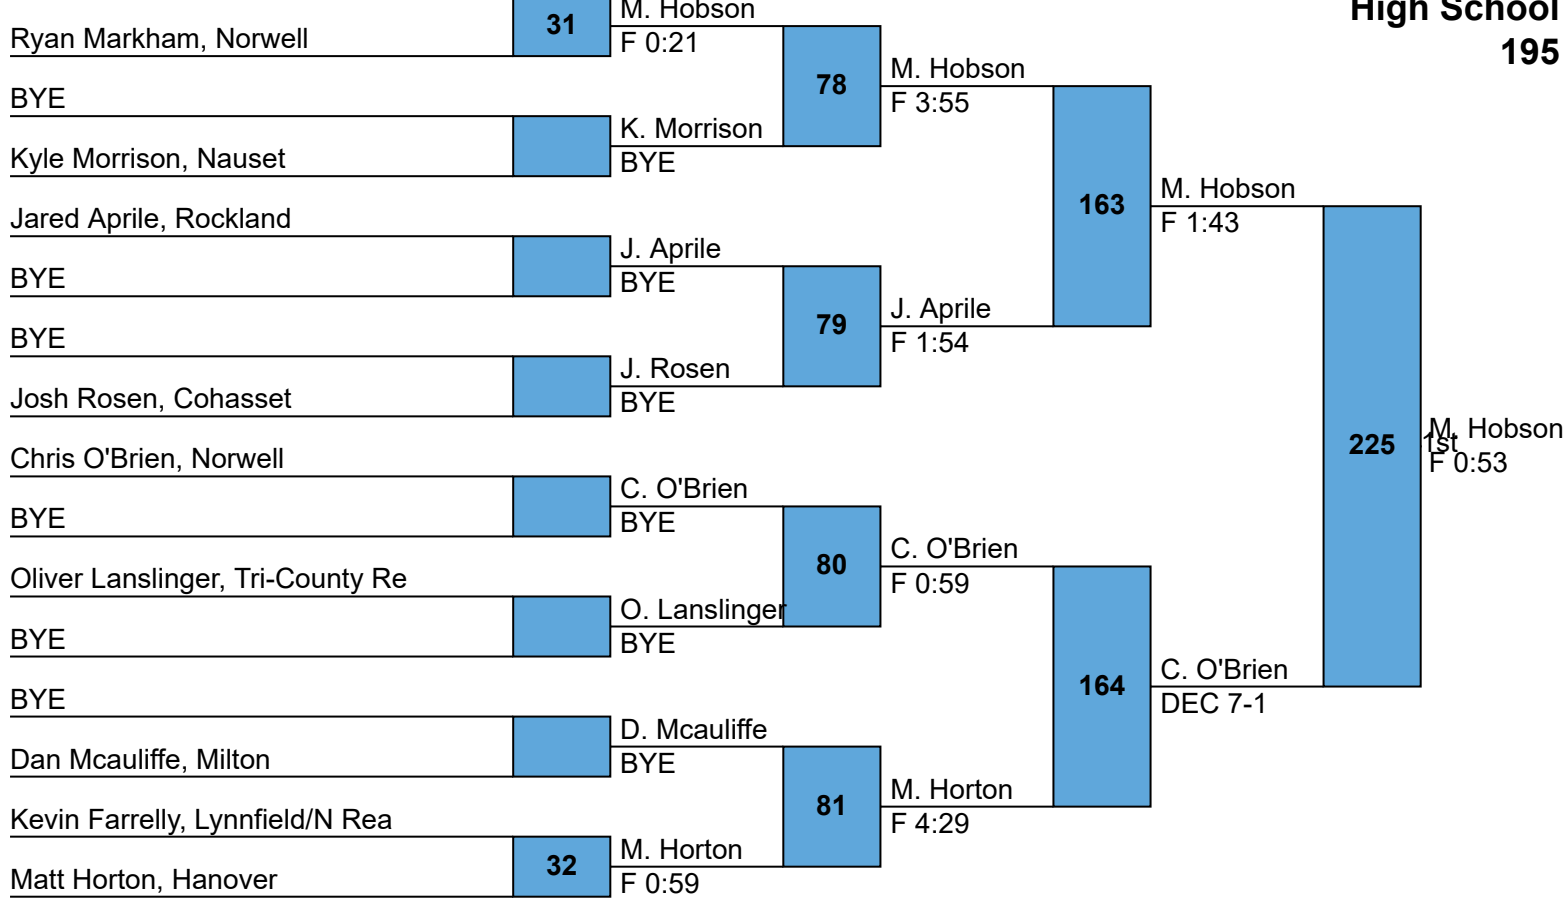 High School
195
Ryan Markham, Norwell
BYE
Kyle Morrison, Nauset
Jared Aprile, Rockland
BYE
BYE
Josh Rosen, Cohasset
Chris O'Brien, Norwell
BYE
Oliver Lanslinger, Tri-County Re
BYE
BYE
Dan Mcauliffe, Milton
Kevin Farrelly, Lynnfield/N Rea
Matt Horton, Hanover
31
32
M. Hobson
F 0:21
K. Morrison
BYE
J. Aprile
BYE
J. Rosen
BYE
C. O'Brien
BYE
O. Lanslinger
BYE
D. Mcauliffe
BYE
M. Horton
F 0:59
78
79
80
81
M. Hobson
F 3:55
J. Aprile
F 1:54
C. O'Brien
F 0:59
M. Horton
F 4:29
163
164
M. Hobson
F 1:43
C. O'Brien
DEC 7-1
225
M. Hobson
1st
F 0:53